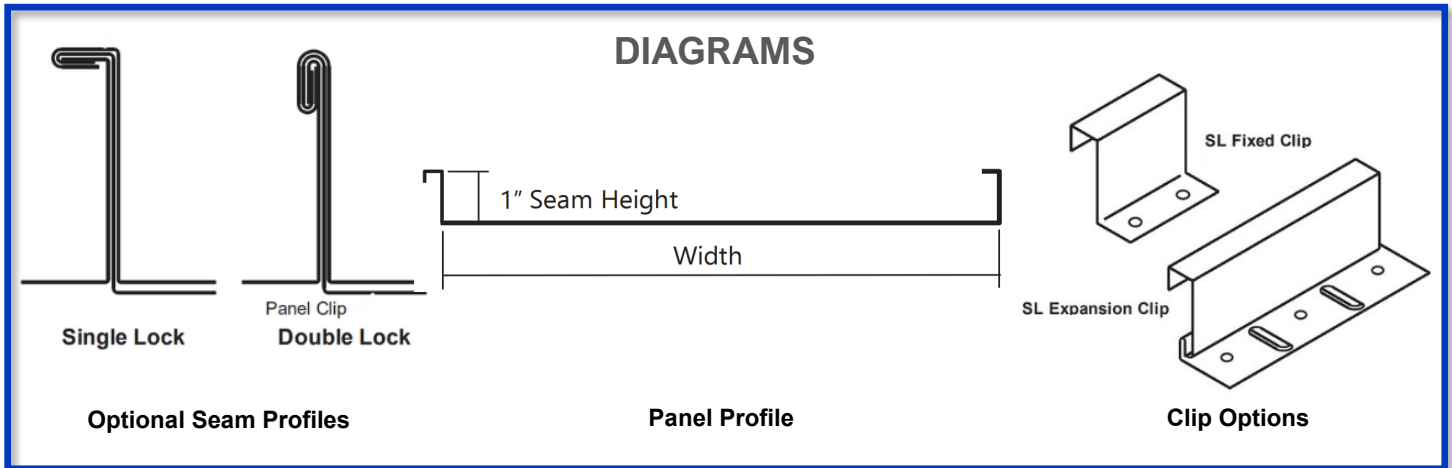 DIAGRAMS
SL Fixed Clip
1" Seam Height
Width
Panel Clip
SL Expansion Clip
Single Lock
Double Lock
Optional Seam Profiles
Panel Profile
Clip Options